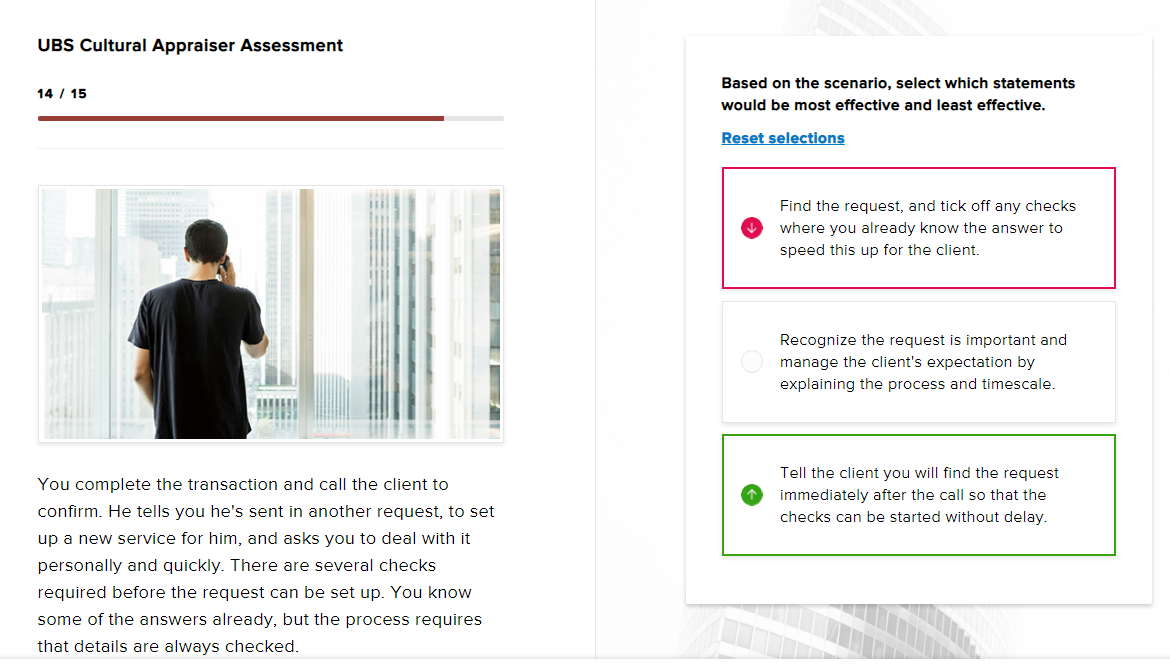 UBS Cultural Appraiser Assessment
14 / 15
You complete the transaction and call the client to
confirm. He tells you he's sent in another request, to set
up a new service for him, and asks you to deal with it
personally and quickly. There are several checks
required before the request can be set up. You know
some of the answers already, but the process requires
that details are always checked.
Based on the scenario, select which statements
would be most effective and least effective.
Reset selections
Find the request, and tick off any checks
where you already know the answer to
speed this up for the client.
Recognize the request is important and
manage the client's expectation by
explaining the process and timescale.
Tell the client you will find the request
immediately after the call so that the
checks can be started without delay.